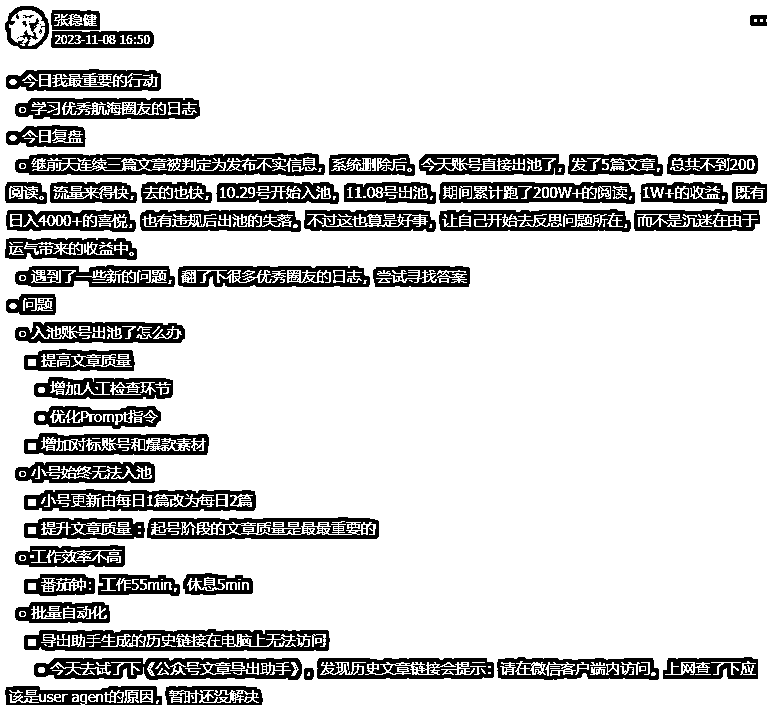 张稳健
2023-11-08 16:50
今日我最重要的行动
学习优秀航海圈友的日志
今日复盘
继前天连续三篇文章被判定为发布不实信息，系统删除后。今天账号直接出池了，发了5篇文章，总共不到200
阅读。流量来得快，去的也快，10.29号开始入池，11.08号出池，期间累计跑了200W+的阅读，1W+的收益，既有
日入4000+的喜悦，也有违规后出池的失落。不过这也算是好事，让自己开始去反思问题所在，而不是沉迷在由于
运气带来的收益中。
遇到了一些新的问题，翻了下很多优秀圈友的日志，尝试寻找答案
问题
入池账号出池了怎么办
提高文章质量
增加人工检查环节
优化Prompt指令
增加对标账号和爆款素材
小号始终无法入池
小号更新由每日1篇改为每日2篇
提升文章质量：起号阶段的文章质量是最最重要的
工作效率不高
番茄钟：工作55min，休息5min
批量自动化
导出助手生成的历史链接在电脑上无法访问
今天去试了下《公众号文章导出助手》，发现历史文章链接会提示：请在微信客户端内访问。上网查了下应
该是user agent的原因，暂时还没解决